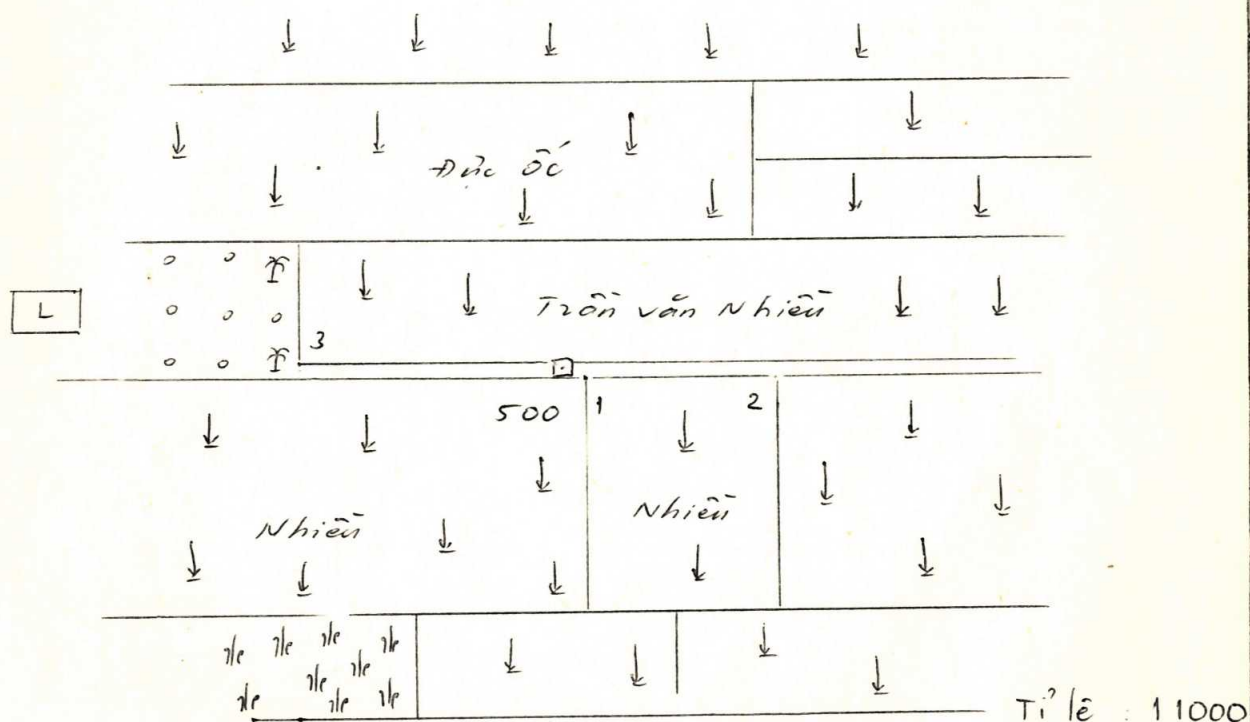 Đức ốc
L
Trần văn Nhiều
3
500 1 2
Nhiều
Nhiều
Tỉ lệ : 1 1000